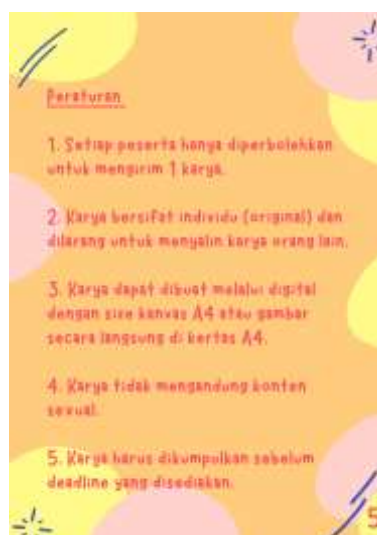 Peraturan
1. Setiap peserta hanya diperbolehkan
untuk mengirim 1 karya.
2. Karya bersifat individu (original) dan
dilarang untuk menyalin karya orang lain.
3. Karya dapat dibuat melalui digital
dengan size kanvas A4 atau gambar
secara langsung di kertas A4.
4. Karya tidak mengandung konten
sexual.
5. Karya harus dikumpulkan sebelum
deadline yang disediakan.
5